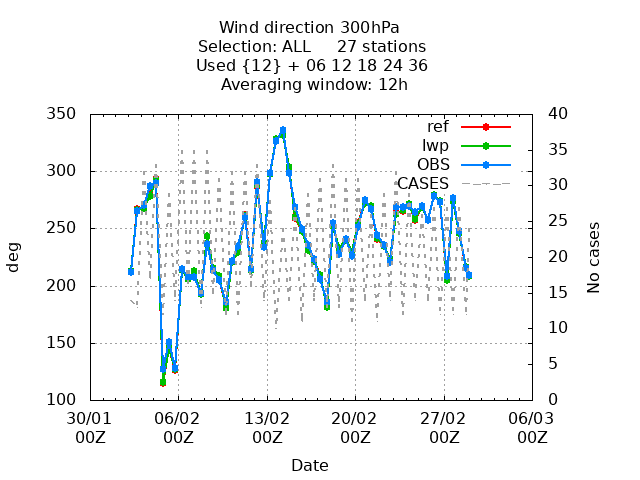 Wind direction 300hPa
Selection: ALL 27 stations
Used {12} + 06 12 18 24 36
Averaging window: 12h
350
300
250
200
150
100
deg
40
35
30
25
20
15
10
5
0
No cases
ref
lwp
OBS
CASES
30/01 06/02 13/02 20/02 27/02 06/03
00Z 00Z 00Z 00Z 00Z 00Z
Date